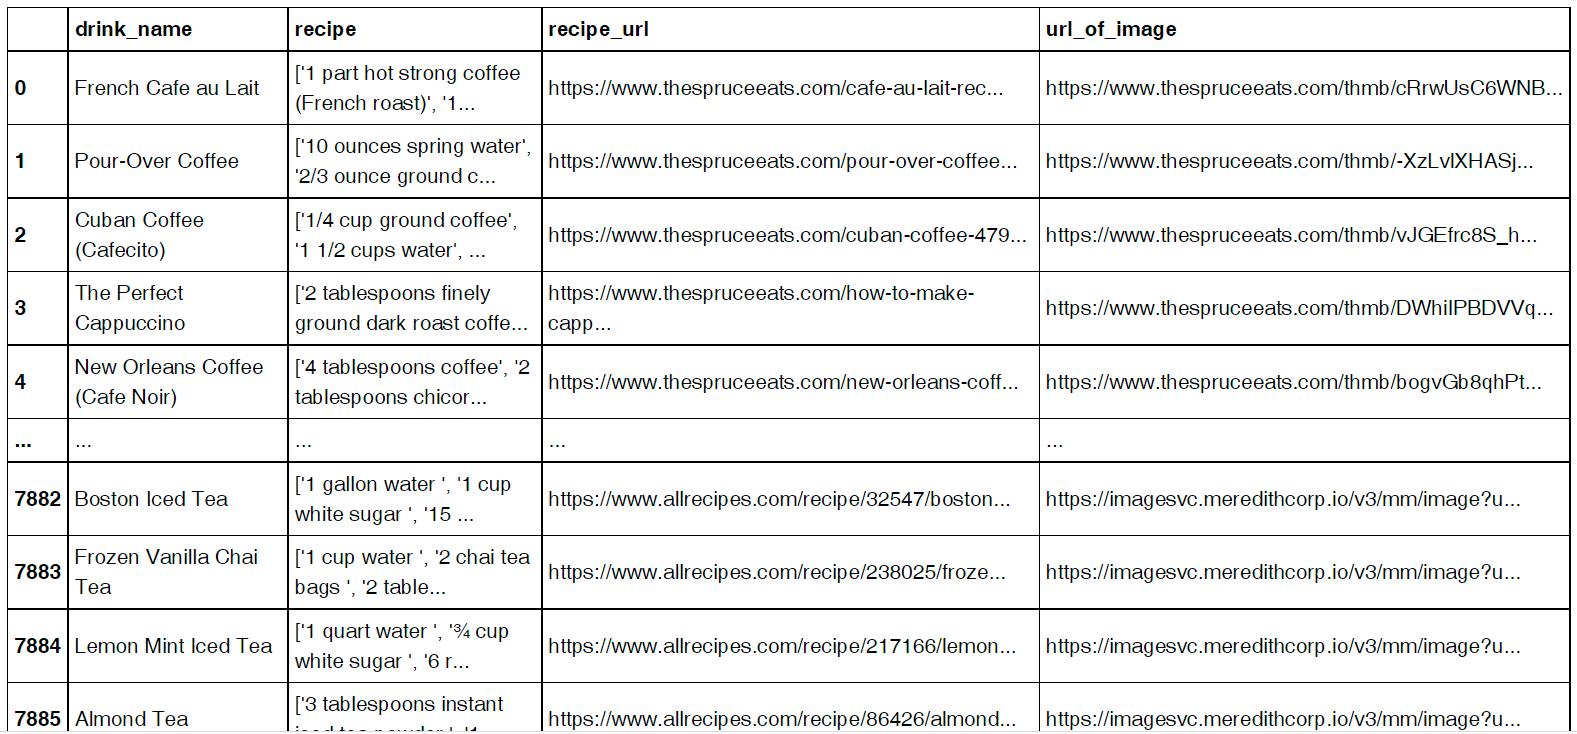 drink_name recipe recipe_url url_of_image
0 French Cafe au Lait ['1 part hot strong coffee (French roast)', '1... https://www.thespruceeats.com/cafe-au-lait-rec... https://www.thespruceeats.com/thmb/cRrwUsC6WNB...
1 Pour-Over Coffee ['10 ounces spring water', '2/3 ounce ground c... https://www.thespruceeats.com/pour-over-coffee... https://www.thespruceeats.com/thmb/-XzLvlXHASj...
2 Cuban Coffee (Cafecito) ['1/4 cup ground coffee', '1 1/2 cups water', ... https://www.thespruceeats.com/cuban-coffee-479... https://www.thespruceeats.com/thmb/vJGEfrc8S_h...
3 The Perfect Cappuccino ['2 tablespoons finely ground dark roast coffe... https://www.thespruceeats.com/how-to-make-capp... https://www.thespruceeats.com/thmb/DWhilPBDVVq...
4 New Orleans Coffee (Cafe Noir) ['4 tablespoons coffee', '2 tablespoons chicor... https://www.thespruceeats.com/new-orleans-coff... https://www.thespruceeats.com/thmb/bogvGb8qhPt...
... ... ... ... ...
7882 Boston Iced Tea ['1 gallon water ', '1 cup white sugar ', '15 ... https://www.allrecipes.com/recipe/32547/boston... https://imagesvc.meredithcorp.io/v3/mm/image?u...
7883 Frozen Vanilla Chai Tea ['1 cup water ', '2 chai tea bags ', '2 table... https://www.allrecipes.com/recipe/238025/froze... https://imagesvc.meredithcorp.io/v3/mm/image?u...
7884 Lemon Mint Iced Tea ['1 quart water ', '¾ cup white sugar ', '6 r... https://www.allrecipes.com/recipe/217166/lemon... https://imagesvc.meredithcorp.io/v3/mm/image?u...
7885 Almond Tea ['3 tablespoons instant https://www.allrecipes.com/recipe/86426/almond... https://imagesvc.meredithcorp.io/v3/mm/image?u...